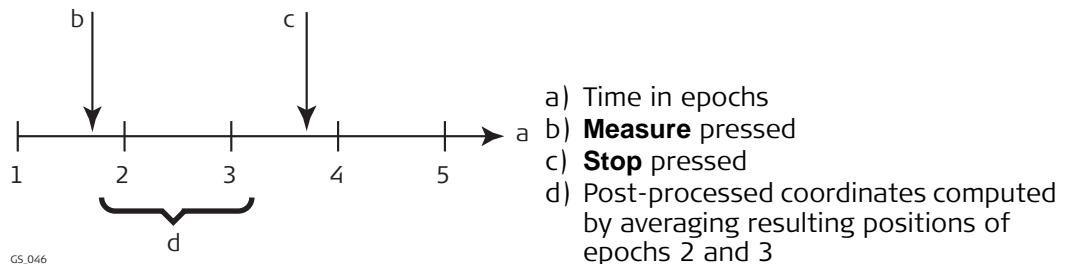 b
c
a
1 2 3 4 5
d
GS_046
a) Time in epochs
b) Measure pressed
c) Stop pressed
d) Post-processed coordinates computed
by averaging resulting positions of
epochs 2 and 3